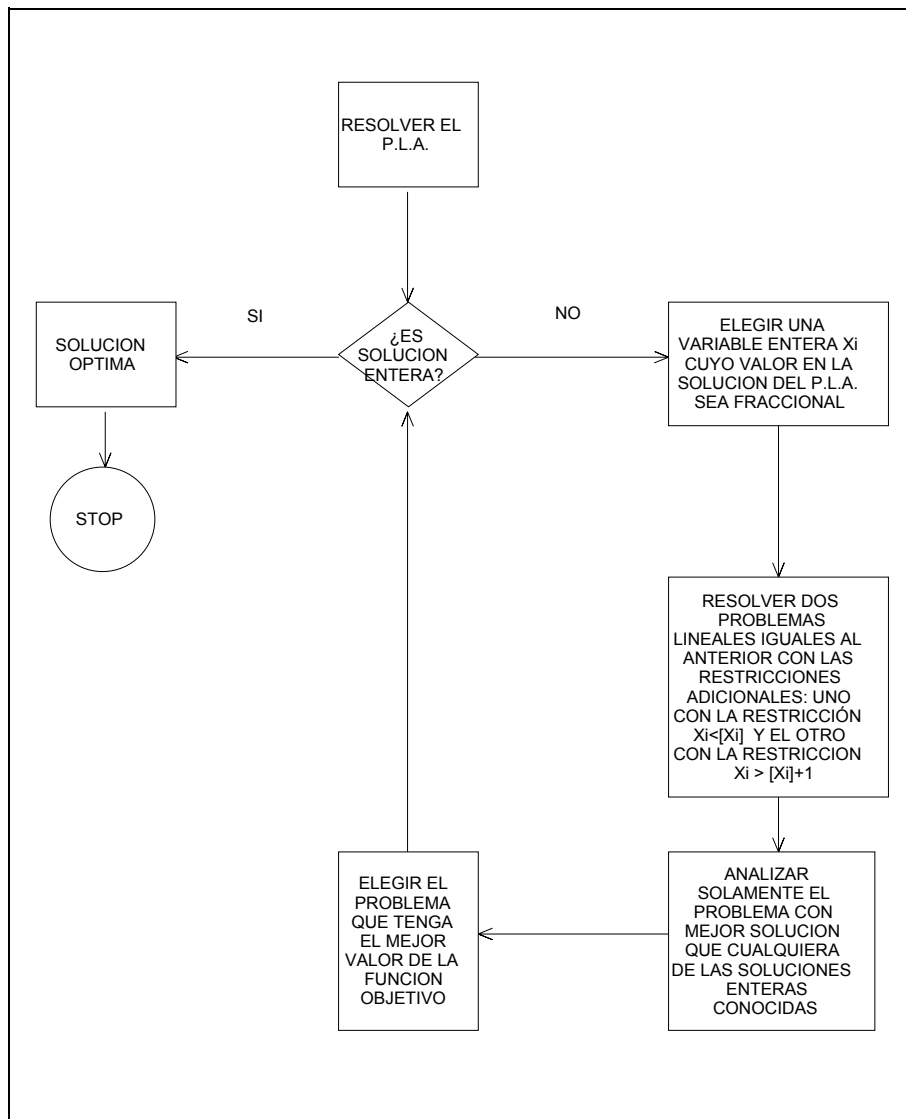 RESOLVER EL
P.L.A.
SI
NO
¿ES
SOLUCION
ENTERA?
SOLUCION
OPTIMA
STOP
ELEGIR UNA
VARIABLE ENTERA Xi
CUYO VALOR EN LA
SOLUCION DEL P.L.A.
SEA FRACCIONAL
RESOLVER DOS
PROBLEMAS
LINEALES IGUALES AL
ANTERIOR CON LAS
RESTRICCIONES
ADICIONALES: UNO
CON LA RESTRICCIÓN
Xi<[Xi] Y EL OTRO
CON LA RESTRICCION
Xi > [Xi]+1
ANALIZAR
SOLAMENTE EL
PROBLEMA CON
MEJOR SOLUCION
QUE CUALQUIERA
DE LAS SOLUCIONES
ENTERAS
CONOCIDAS
ELEGIR EL
PROBLEMA
QUE TENGA
EL MEJOR
VALOR DE LA
FUNCION
OBJETIVO